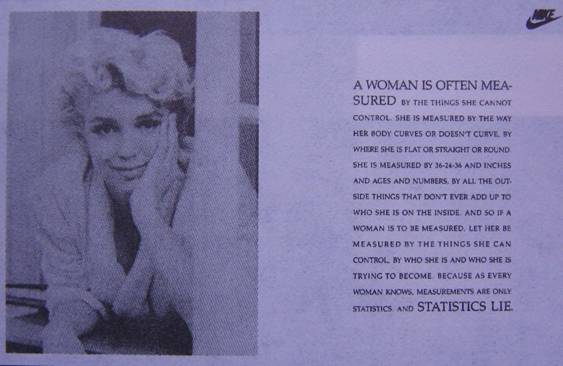 NIKE
A WOMAN IS OFTEN MEA-
SURED BY THE THINGS SHE CANNOT
CONTROL. SHE IS MEASURED BY THE WAY
HER BODY CURVES OR DOESN'T CURVE, BY
WHERE SHE IS FLAT OR STRAIGHT OR ROUND.
SHE IS MEASURED BY 36-24-36 AND INCHES
AND AGES AND NUMBERS, BY ALL THE OUT-
SIDE THINGS THAT DON'T EVER ADD UP TO
WHO SHE IS ON THE INSIDE. AND SO IF A
WOMAN IS TO BE MEASURED, LET HER BE
MEASURED BY THE THINGS SHE CAN
CONTROL, BY WHO SHE IS AND WHO SHE IS
TRYING TO BECOME. BECAUSE AS EVERY
WOMAN KNOWS, MEASUREMENTS ARE ONLY
STATISTICS. AND STATISTICS LIE.